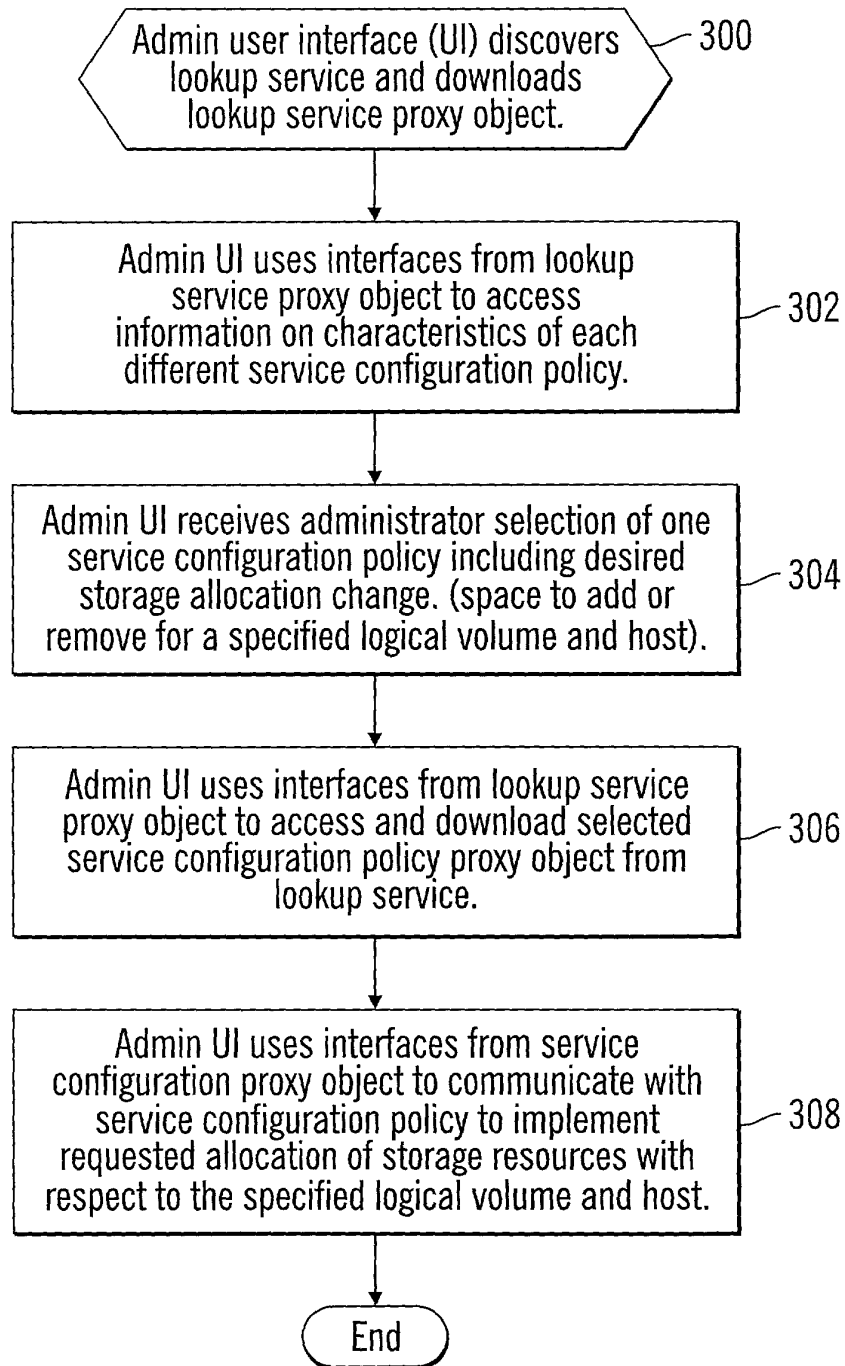 Admin user interface (UI) discovers
lookup service and downloads
lookup service proxy object.
300
Admin UI uses interfaces from lookup
service proxy object to access
information on characteristics of each
different service configuration policy.
302
Admin UI receives administrator selection of one
service configuration policy including desired
storage allocation change. (space to add or
remove for a specified logical volume and host).
304
Admin UI uses interfaces from lookup service
proxy object to access and download selected
service configuration policy proxy object from
lookup service.
306
Admin UI uses interfaces from service
configuration proxy object to communicate with
service configuration policy to implement
requested allocation of storage resources with
respect to the specified logical volume and host.
308
End